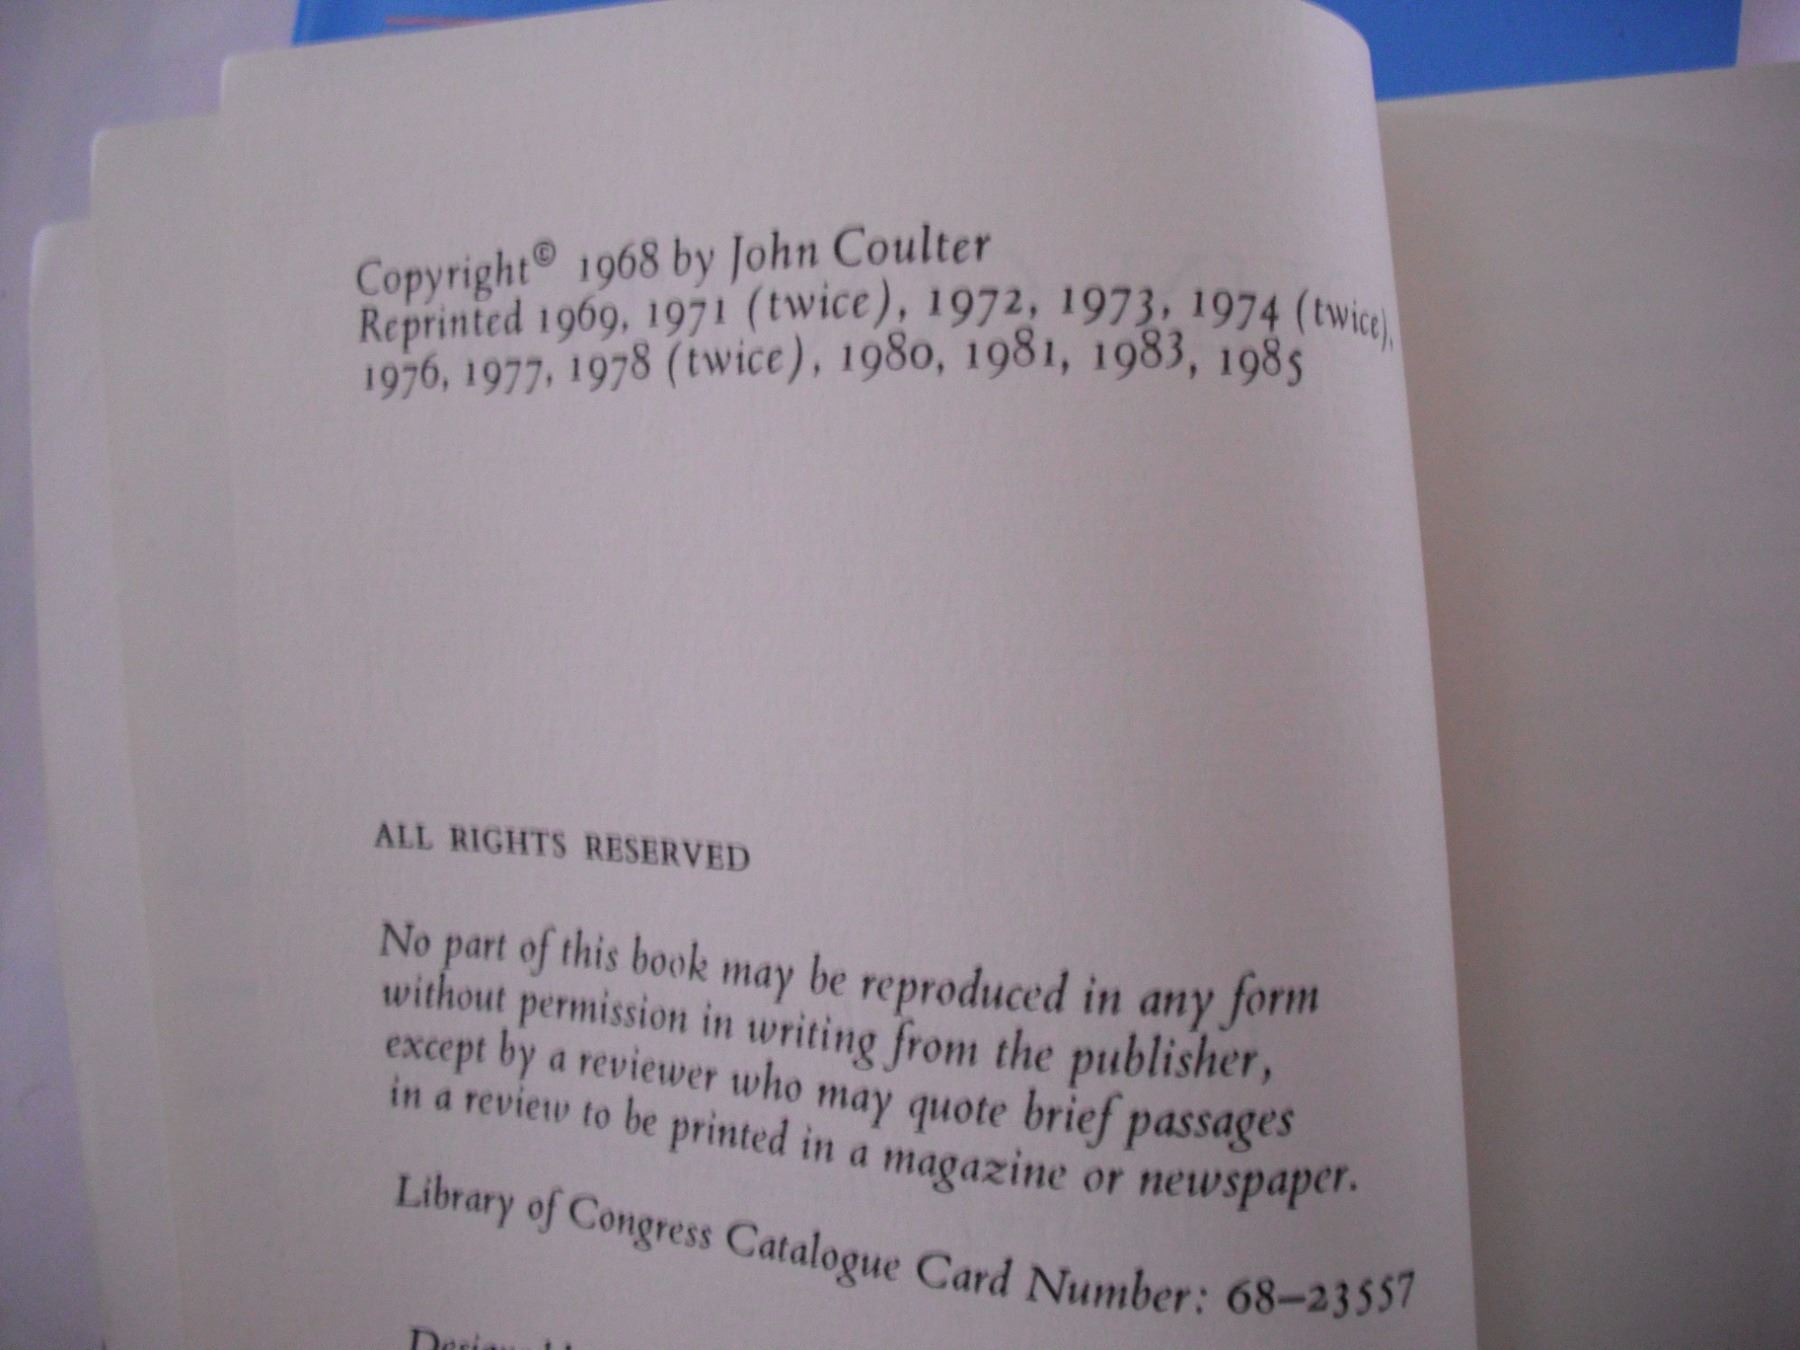 Copyright© 1968 by John Coulter
Reprinted 1969, 1971 (twice), 1972, 1973, 1974 (twice),
1976, 1977, 1978 (twice), 1980, 1981, 1983, 1985
ALL RIGHTS RESERVED
No part of this book may be reproduced in any form
without permission in writing from the publisher,
except by a reviewer who may quote brief passages
in a review to be printed in a magazine or newspaper.
Library of Congress Catalogue Card Number: 68–23557